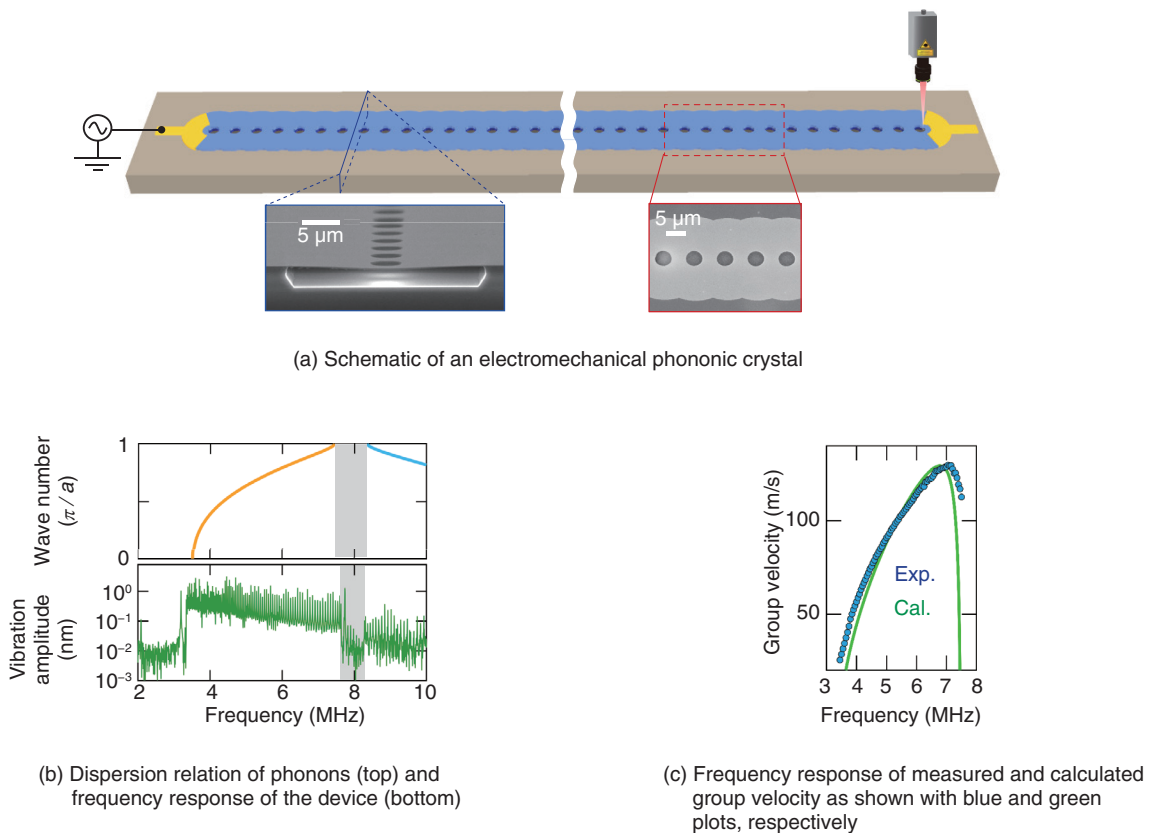 5 µm
5 µm
(a) Schematic of an electromechanical phononic crystal
Wave number
(π/a)
1
0
Vibration
amplitude
(nm)
10⁰
10⁻¹
10⁻²
10⁻³
2
4
6
8
10
Frequency (MHz)
(b) Dispersion relation of phonons (top) and
frequency response of the device (bottom)
Group velocity (m/s)
100
50
Exp.
Cal.
3
4
5
6
7
8
Frequency (MHz)
(c) Frequency response of measured and calculated
group velocity as shown with blue and green
plots, respectively